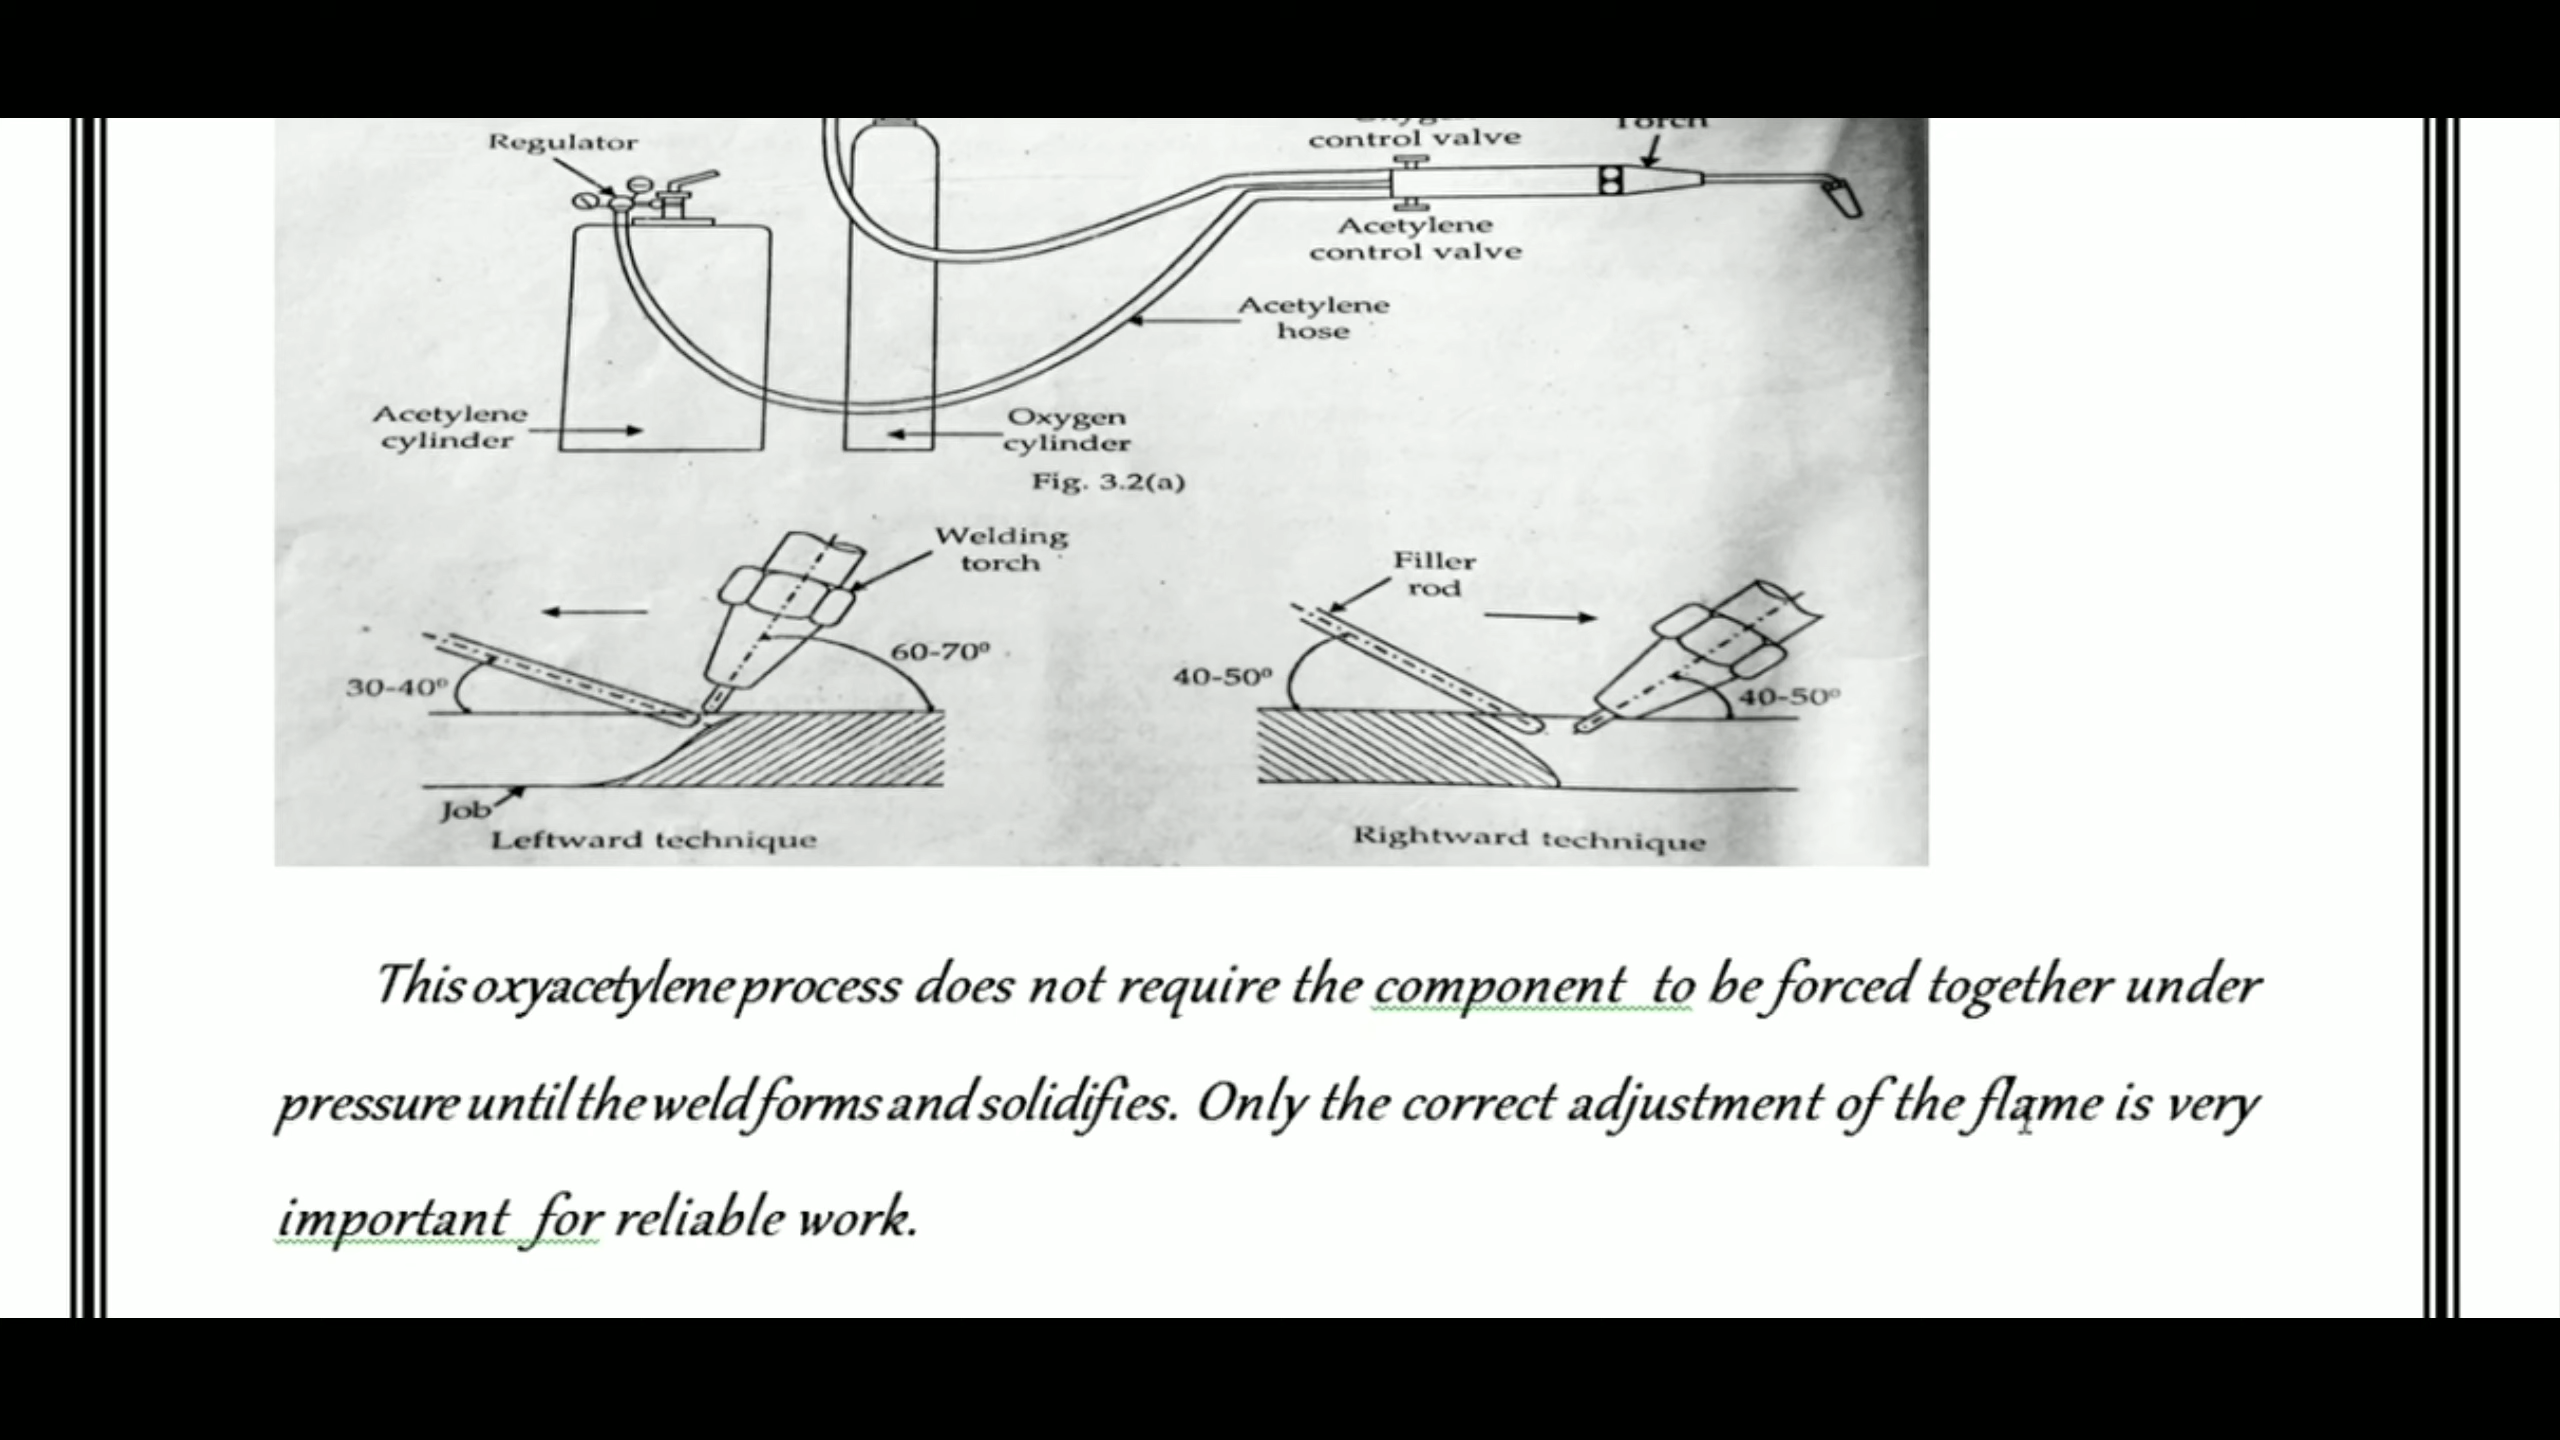 Regulator
control valve
Torch
Acetylene
control valve
Acetylene
hose
Acetylene
cylinder
Oxygen
cylinder
Fig. 3.2(a)
Welding
torch
60-70°
30-40°
Job
Leftward technique
Filler
rod
40-50°
40-50°
Rightward technique
This oxyacetylene process does not require the component to be forced together under
pressure until the weld forms and solidifies. Only the correct adjustment of the flame is very
important for reliable work.